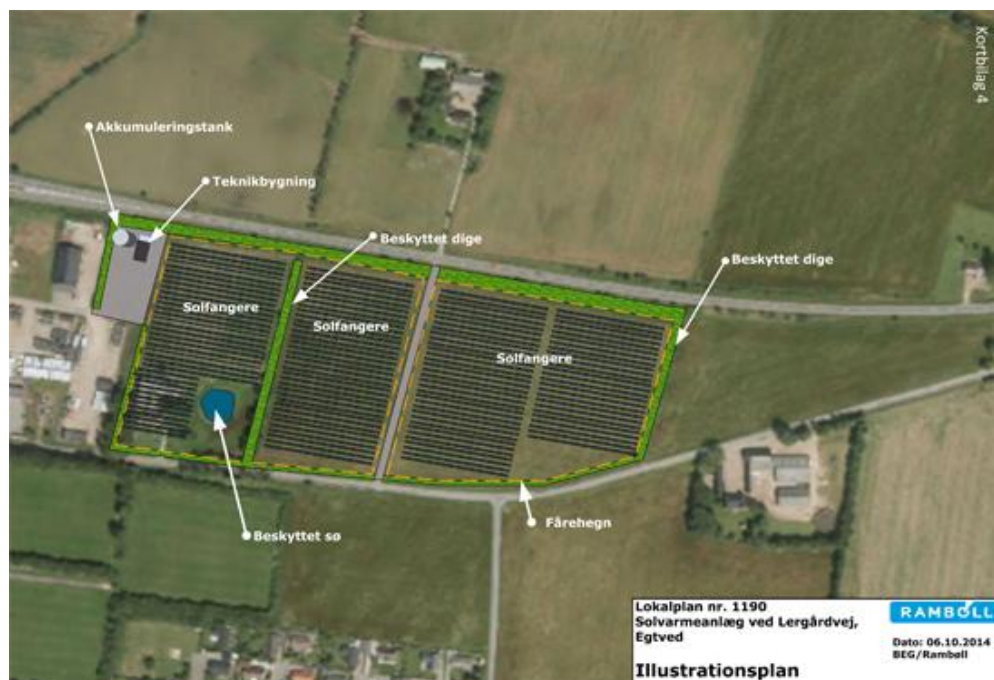 Kortbilag 4
Akkumuleringstank
Teknikbygning
Beskyttet dige
Beskyttet dige
Solfangere
Solfangere
Solfangere
Beskyttet sø
Fårehegn
Lokalplan nr. 1190
Solvarmeanlæg ved Lergårdvej,
Egtved
Illustrationsplan
RAMBØLL
Dato: 06.10.2014
BEG/Rambøll